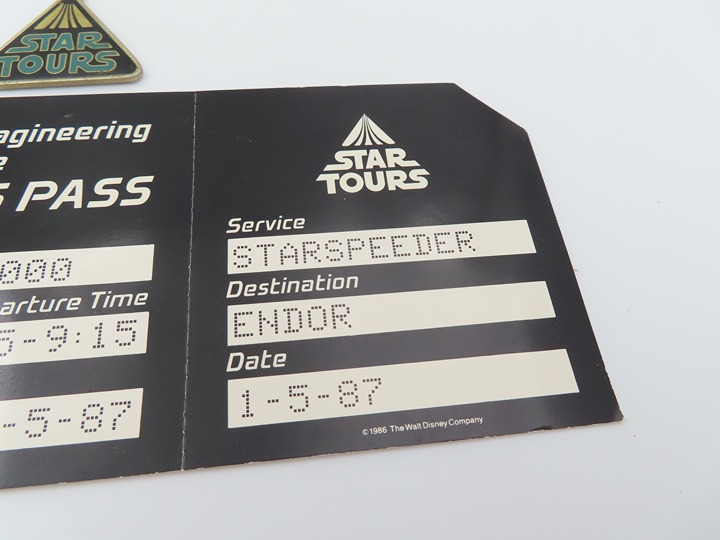 STAR
TOURS
agineering
e
S PASS
000
arture Time
5-9:15
-5-87
STAR
TOURS
Service
STARSPEEDER
Destination
ENDOR
Date
1-5-87
© 1986 The Walt Disney Company